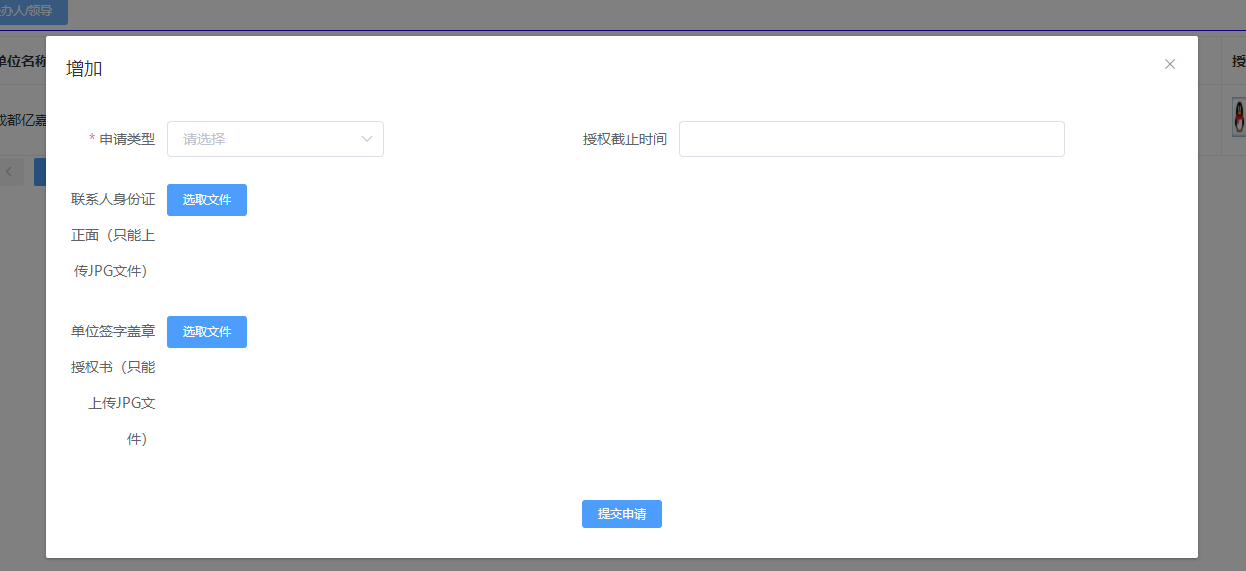 办人/领导
单位名称
授
增加
* 申请类型
请选择
授权截止时间
成都亿嘉
联系人身份证
正面（只能上
传JPG文件）
选取文件
单位签字盖章
授权书（只能
上传JPG文
件）
选取文件
提交申请